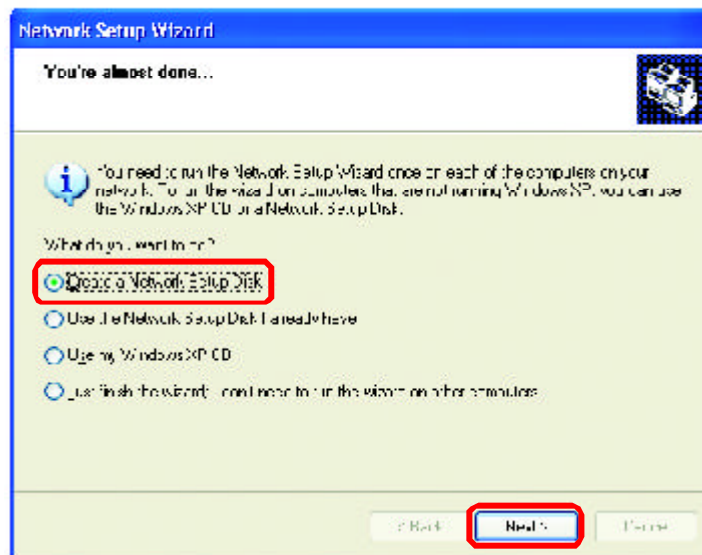 Network Setup Wizard
You're almost done...
You need to run the Network Setup Wizard once on each of the computers on your
network. To run the wizard on computers that are not running Windows XP, you can use
the Windows XP CD or a Network Setup Disk.
What do you want to do?
Create a Network Setup Disk
Use the Network Setup Disk I already have
Use my Windows XP CD
Just finish the wizard; I don't need to run the wizard on other computers
< Back
Next >
Cancel